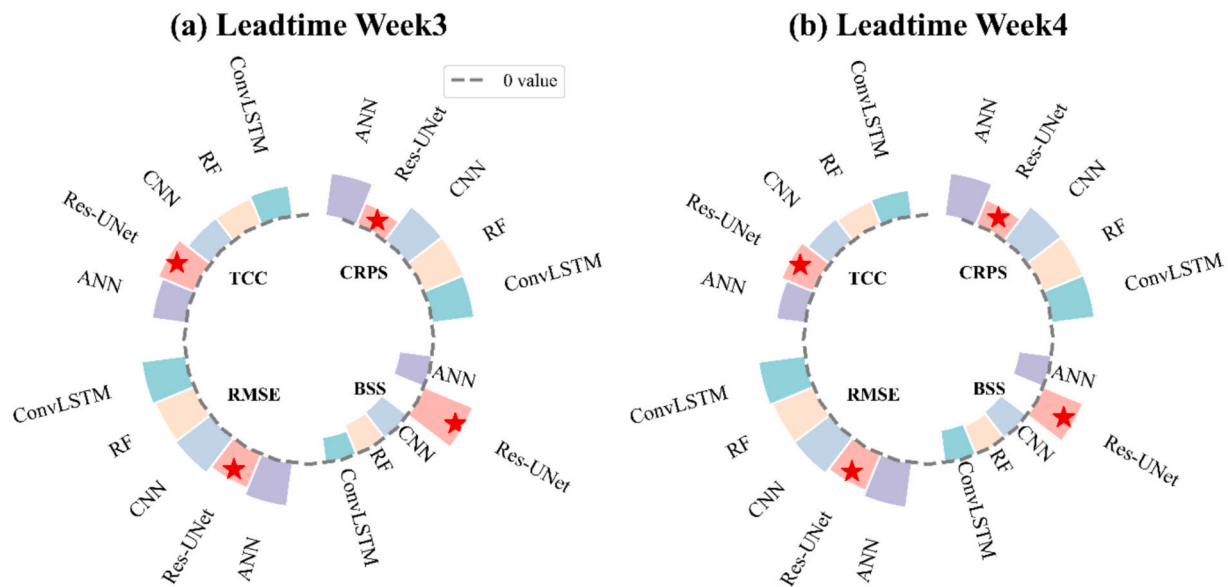 (a) Leadtime Week3
0 value
ConvLSTM
RF
CNN
Res-UNet
ANN
TCC
ANN
Res-UNet
CNN
RF
ConvLSTM
CRPS
ConvLSTM
RF
CNN
Res-UNet
ANN
RMSE
ANN
Res-UNet
CNN
RF
ConvLSTM
BSS
(b) Leadtime Week4
ConvLSTM
RF
CNN
Res-UNet
ANN
TCC
ANN
Res-UNet
CNN
RF
ConvLSTM
CRPS
ConvLSTM
RF
CNN
Res-UNet
ANN
RMSE
ANN
Res-UNet
CNN
RF
ConvLSTM
BSS